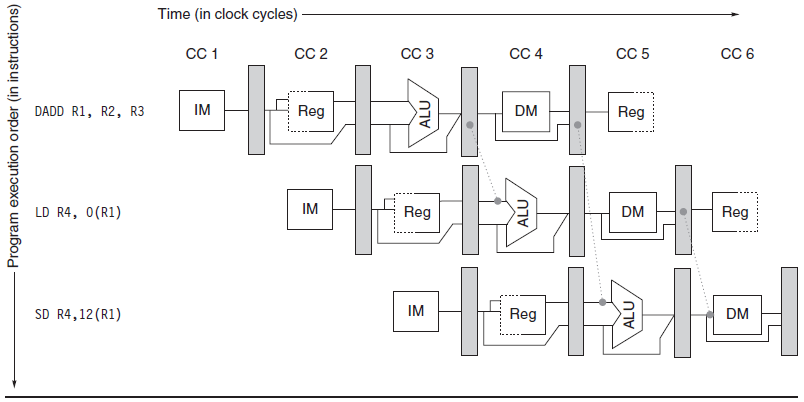 Time (in clock cycles)
CC 1 CC 2 CC 3 CC 4 CC 5 CC 6
Program execution order (in instructions)
DADD R1, R2, R3 IM Reg ALU DM Reg
LD R4, 0(R1) IM Reg ALU DM Reg
SD R4,12(R1) IM Reg ALU DM